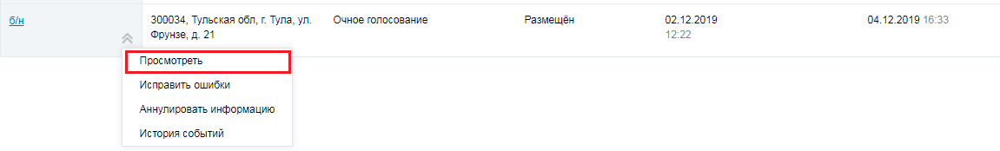 б/н
300034, Тульская обл, г. Тула, ул.
Фрунзе, д. 21
Очное голосование
Размещён
02.12.2019
12:22
04.12.2019 16:33
Просмотреть
Исправить ошибки
Аннулировать информацию
История событий